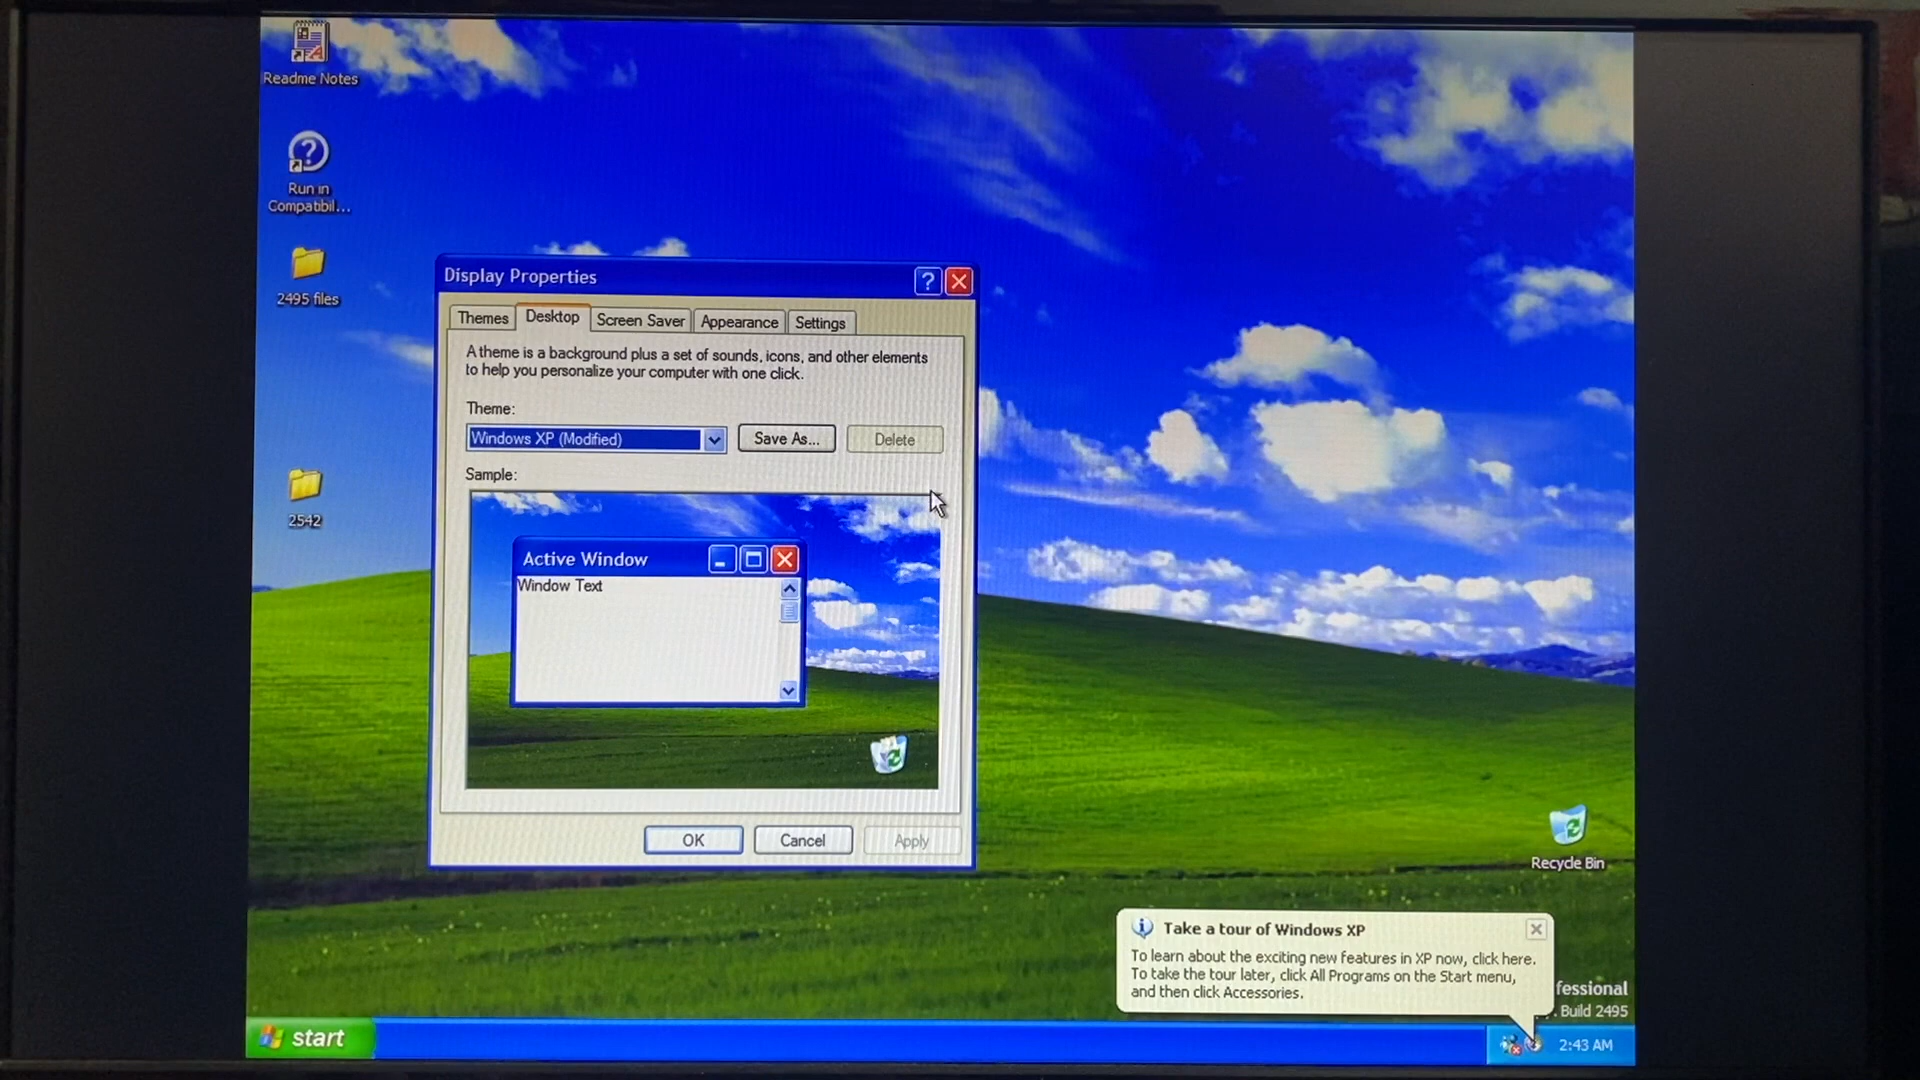 Readme Notes
Run in
Compatibil...
2495 files
2542
Display Properties
Themes
Desktop
Screen Saver
Appearance
Settings
A theme is a background plus a set of sounds, icons, and other elements
to help you personalize your computer with one click.
Theme:
Windows XP (Modified)
Save As...
Delete
Sample:
Active Window
Window Text
OK
Cancel
Apply
Recycle Bin
Take a tour of Windows XP
To learn about the exciting new features in XP now, click here.
To take the tour later, click All Programs on the Start menu,
and then click Accessories.
fessional
. Build 2495
start
2:43 AM